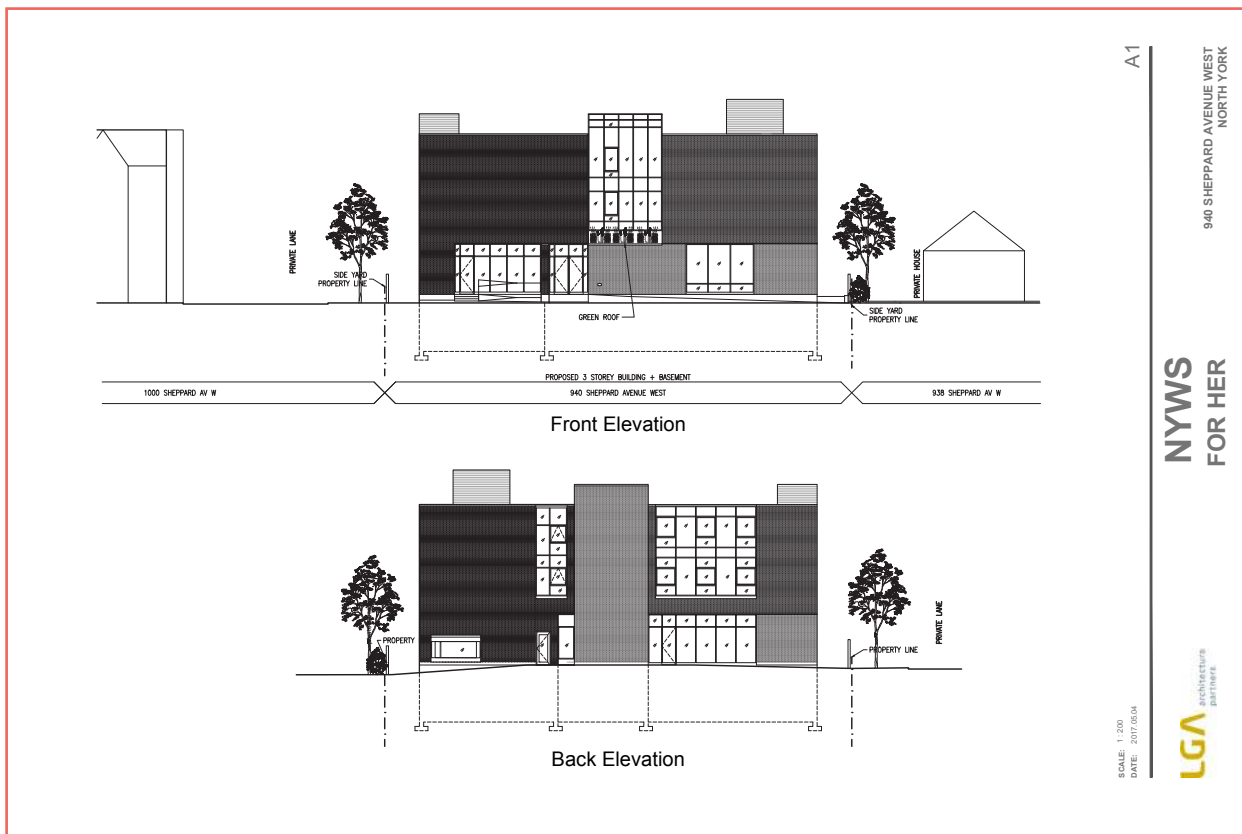 PRIVATE LANE
SIDE YARD
PROPERTY LINE
GREEN ROOF
PRIVATE HOUSE
SIDE YARD
PROPERTY LINE
PROPOSED 3 STOREY BUILDING + BASEMENT
1000 SHEPPARD AV W
940 SHEPPARD AVENUE WEST
938 SHEPPARD AV W
Front Elevation
PROPERTY
PROPERTY LINE
PRIVATE LANE
Back Elevation
A1
940 SHEPPARD AVENUE WEST
NORTH YORK
NYWS
FOR HER
SCALE: 1:200
DATE: 2017.05.04
LGA architecture
partners